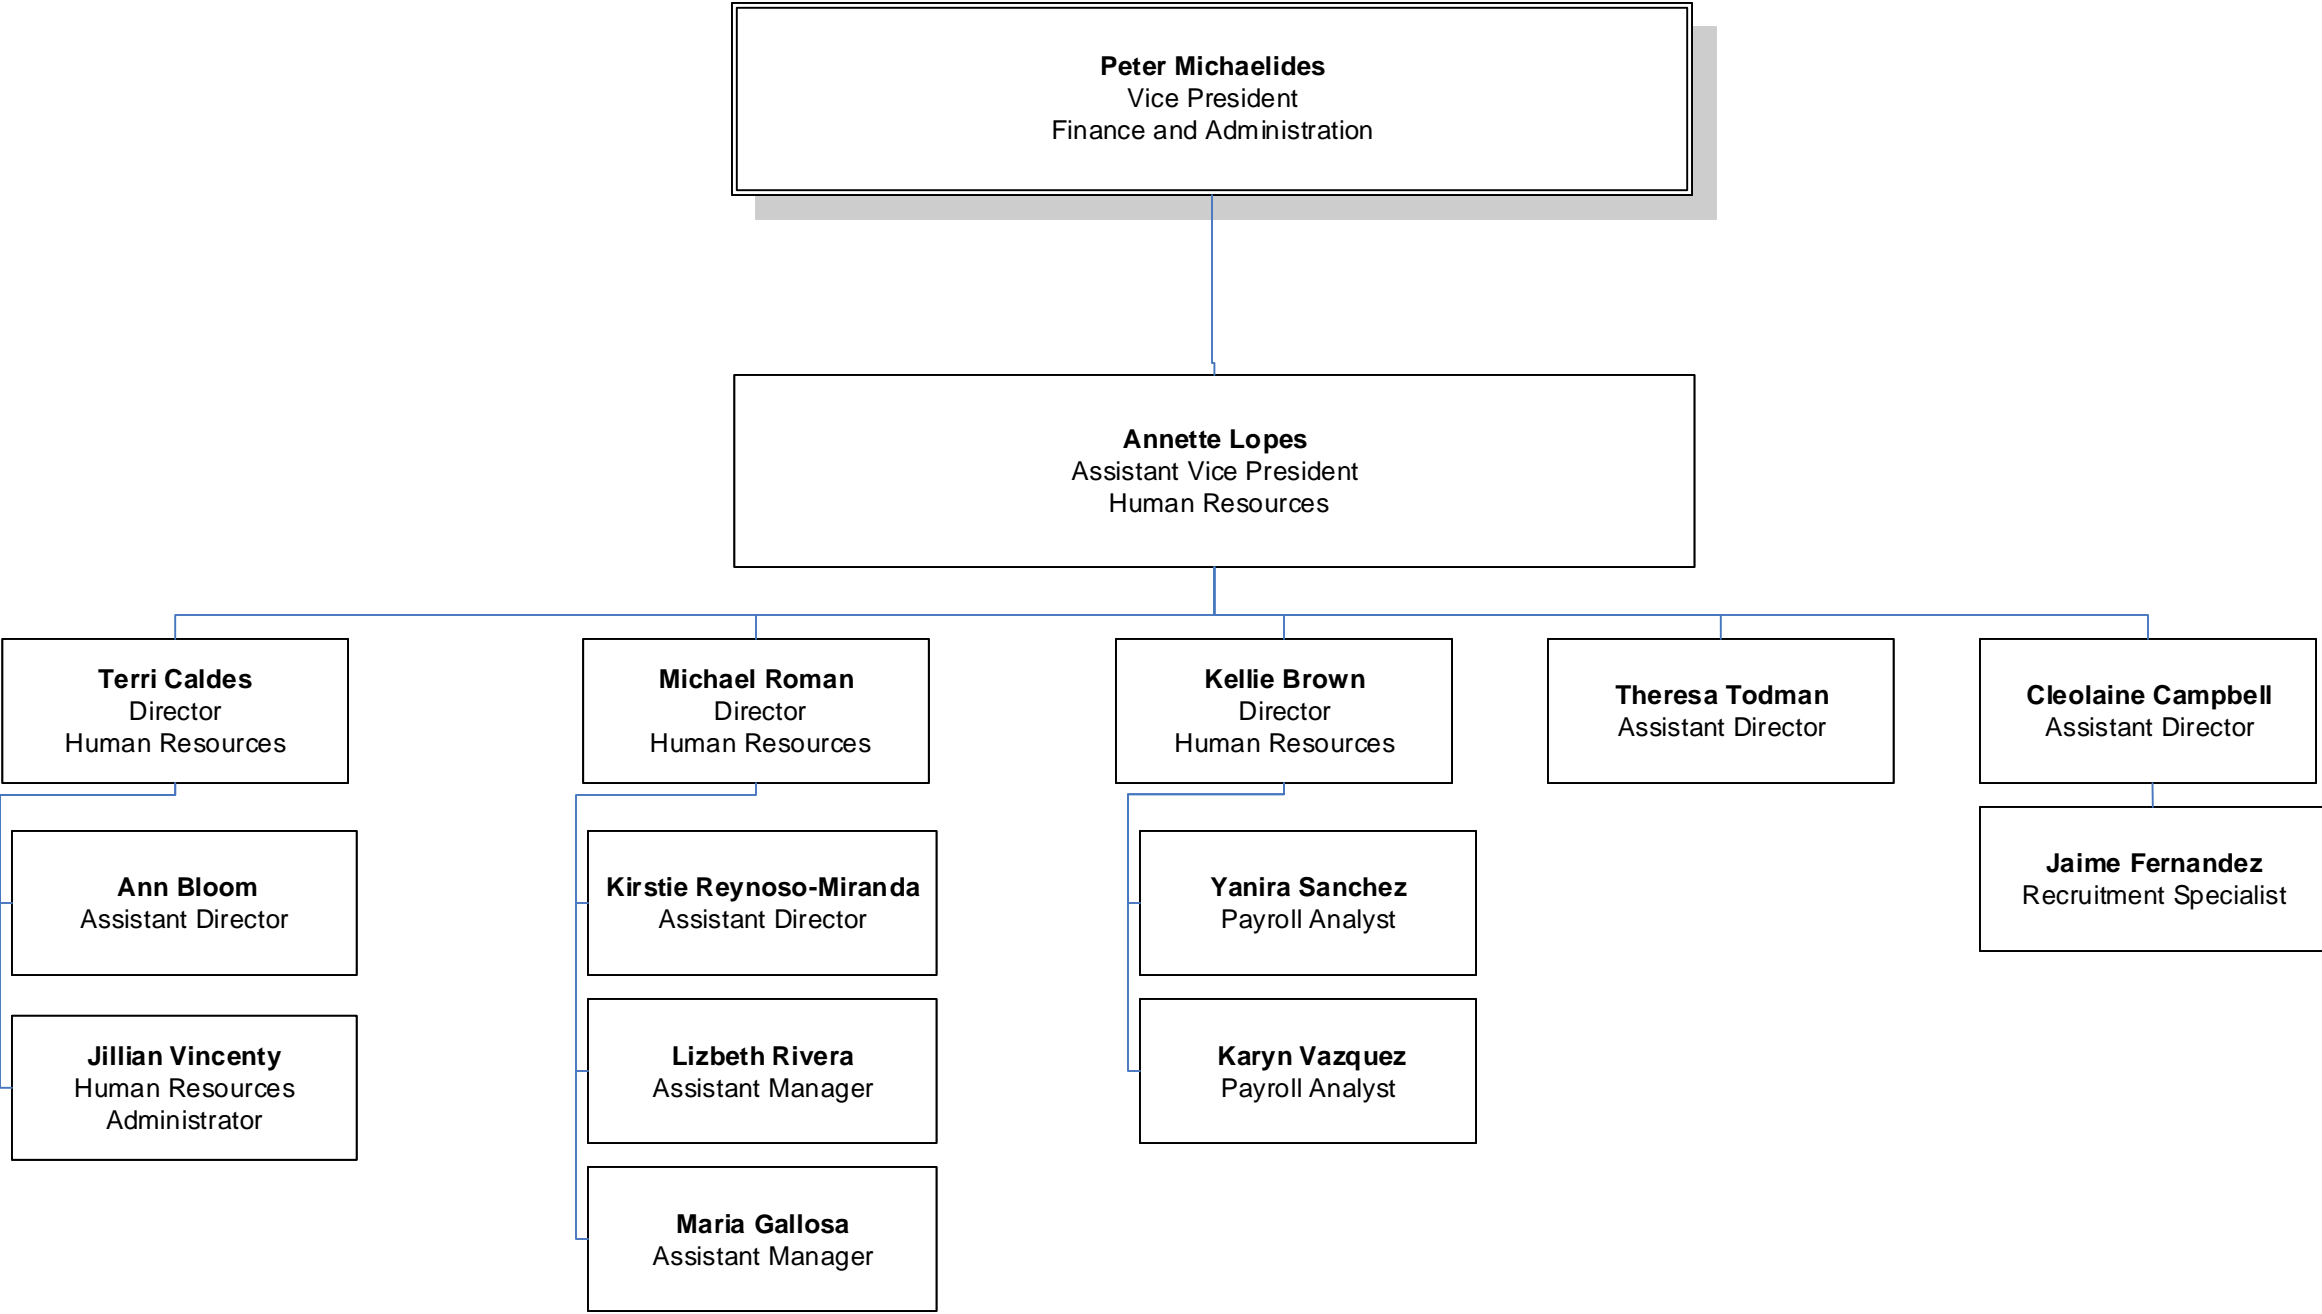 Peter Michaelides
Vice President
Finance and Administration
Annette Lopes
Assistant Vice President
Human Resources
Terri Caldes
Director
Human Resources
Michael Roman
Director
Human Resources
Kellie Brown
Director
Human Resources
Theresa Todman
Assistant Director
Cleolaine Campbell
Assistant Director
Ann Bloom
Assistant Director
Jillian Vincenty
Human Resources
Administrator
Kirstie Reynoso-Miranda
Assistant Director
Lizbeth Rivera
Assistant Manager
Maria Gallosa
Assistant Manager
Yanira Sanchez
Payroll Analyst
Karyn Vazquez
Payroll Analyst
Jaime Fernandez
Recruitment Specialist